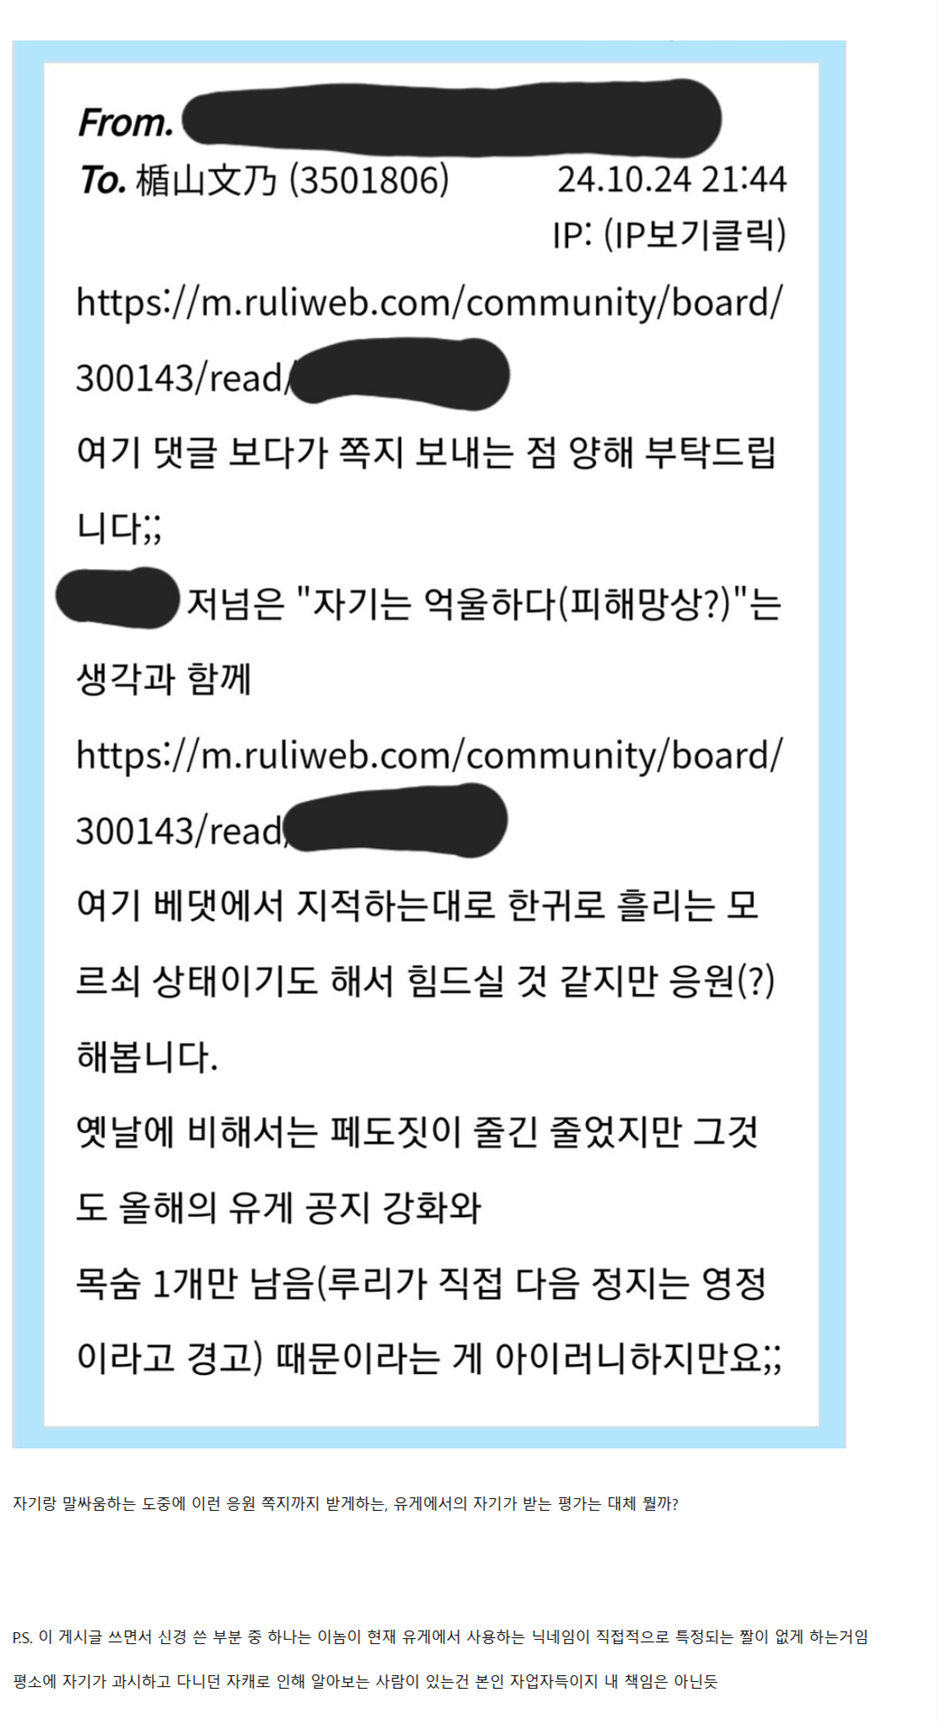 From.
To. 楯山文乃 (3501806) 24.10.24 21:44
IP: (IP보기클릭)
https://m.ruliweb.com/community/board/
300143/read/
여기 댓글 보다가 쪽지 보내는 점 양해 부탁드립
니다;;
저넘은 "자기는 억울하다(피해망상?)"는
생각과 함께
https://m.ruliweb.com/community/board/
300143/read/
여기 베댓에서 지적하는대로 한귀로 흘리는 모
르쇠 상태이기도 해서 힘드실 것 같지만 응원(?)
해봅니다.
옛날에 비해서는 페도짓이 줄긴 줄었지만 그것
도 올해의 유게 공지 강화와
목숨 1개만 남음(루리가 직접 다음 정지는 영정
이라고 경고) 때문이라는 게 아이러니하지만요;;
자기랑 말싸움하는 도중에 이런 응원 쪽지까지 받게하는, 유게에서의 자기가 받는 평가는 대체 뭘까?
P.S. 이 게시글 쓰면서 신경 쓴 부분 중 하나는 이놈이 현재 유게에서 사용하는 닉네임이 직접적으로 특정되는 짤이 없게 하는거임
평소에 자기가 과시하고 다니던 자캐로 인해 알아보는 사람이 있는건 본인 자업자득이지 내 책임은 아닌듯